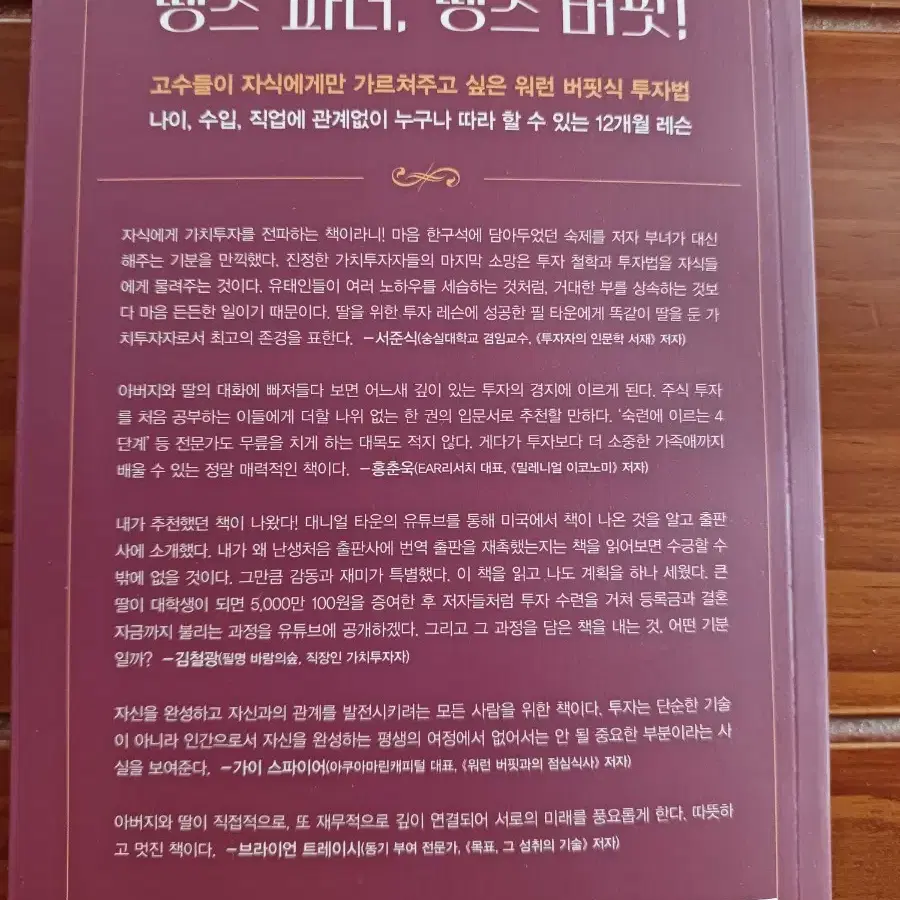 땡스 파더, 땡스 버핏!
고수들이 자식에게만 가르쳐주고 싶은 워런 버핏식 투자법
나이, 수입, 직업에 관계없이 누구나 따라 할 수 있는 12개월 레슨
자식에게 가치투자를 전파하는 책이라니! 마음 한구석에 담아두었던 숙제를 저자 부녀가 대신
해주는 기분을 만끽했다. 진정한 가치투자자들의 마지막 소망은 투자 철학과 투자법을 자식들
에게 물려주는 것이다. 유태인들이 여러 노하우를 세습하는 것처럼, 거대한 부를 상속하는 것보
다 마음 든든한 일이기 때문이다. 딸을 위한 투자 레슨에 성공한 필 타운에게 똑같이 딸을 둔 가
치투자자로서 최고의 존경을 표한다. –서준식(숭실대학교 겸임교수, 《투자자의 인문학 서재》 저자)
아버지와 딸의 대화에 빠져들다 보면 어느새 깊이 있는 투자의 경지에 이르게 된다. 주식 투자
를 처음 공부하는 이들에게 더할 나위 없는 한 권의 입문서로 추천할 만하다. ‘숙련에 이르는 4
단계’ 등 전문가도 무릎을 치게 하는 대목도 적지 않다. 게다가 투자보다 더 소중한 가족애까지
배울 수 있는 정말 매력적인 책이다. –홍춘욱(EAR리서치 대표, 《밀레니얼 이코노미》 저자)
내가 추천했던 책이 나왔다! 대니얼 타운의 유튜브를 통해 미국에서 책이 나온 것을 알고 출판
사에 소개했다. 내가 왜 난생처음 출판사에 번역 출판을 재촉했는지는 책을 읽어보면 수긍할 수
밖에 없을 것이다. 그만큼 감동과 재미가 특별했다. 이 책을 읽고 나도 계획을 하나 세웠다. 큰
딸이 대학생이 되면 5,000만 100원을 증여한 후 저자들처럼 투자 수련을 거쳐 등록금과 결혼
자금까지 불리는 과정을 유튜브에 공개하겠다. 그리고 그 과정을 담은 책을 내는 것. 어떤 기분
일까? –김철광(필명 바람의숲, 직장인 가치투자자)
자신을 완성하고 자신과의 관계를 발전시키려는 모든 사람을 위한 책이다. 투자는 단순한 기술
이 아니라 인간으로서 자신을 완성하는 평생의 여정에서 없어서는 안 될 중요한 부분이라는 사
실을 보여준다. –가이 스파이어(아쿠아마린캐피털 대표, 《워런 버핏과의 점심식사》 저자)
아버지와 딸이 직접적으로, 또 재무적으로 깊이 연결되어 서로의 미래를 풍요롭게 한다. 따뜻하
고 멋진 책이다. –브라이언 트레이시(동기 부여 전문가, 《목표, 그 성취의 기술》 저자)